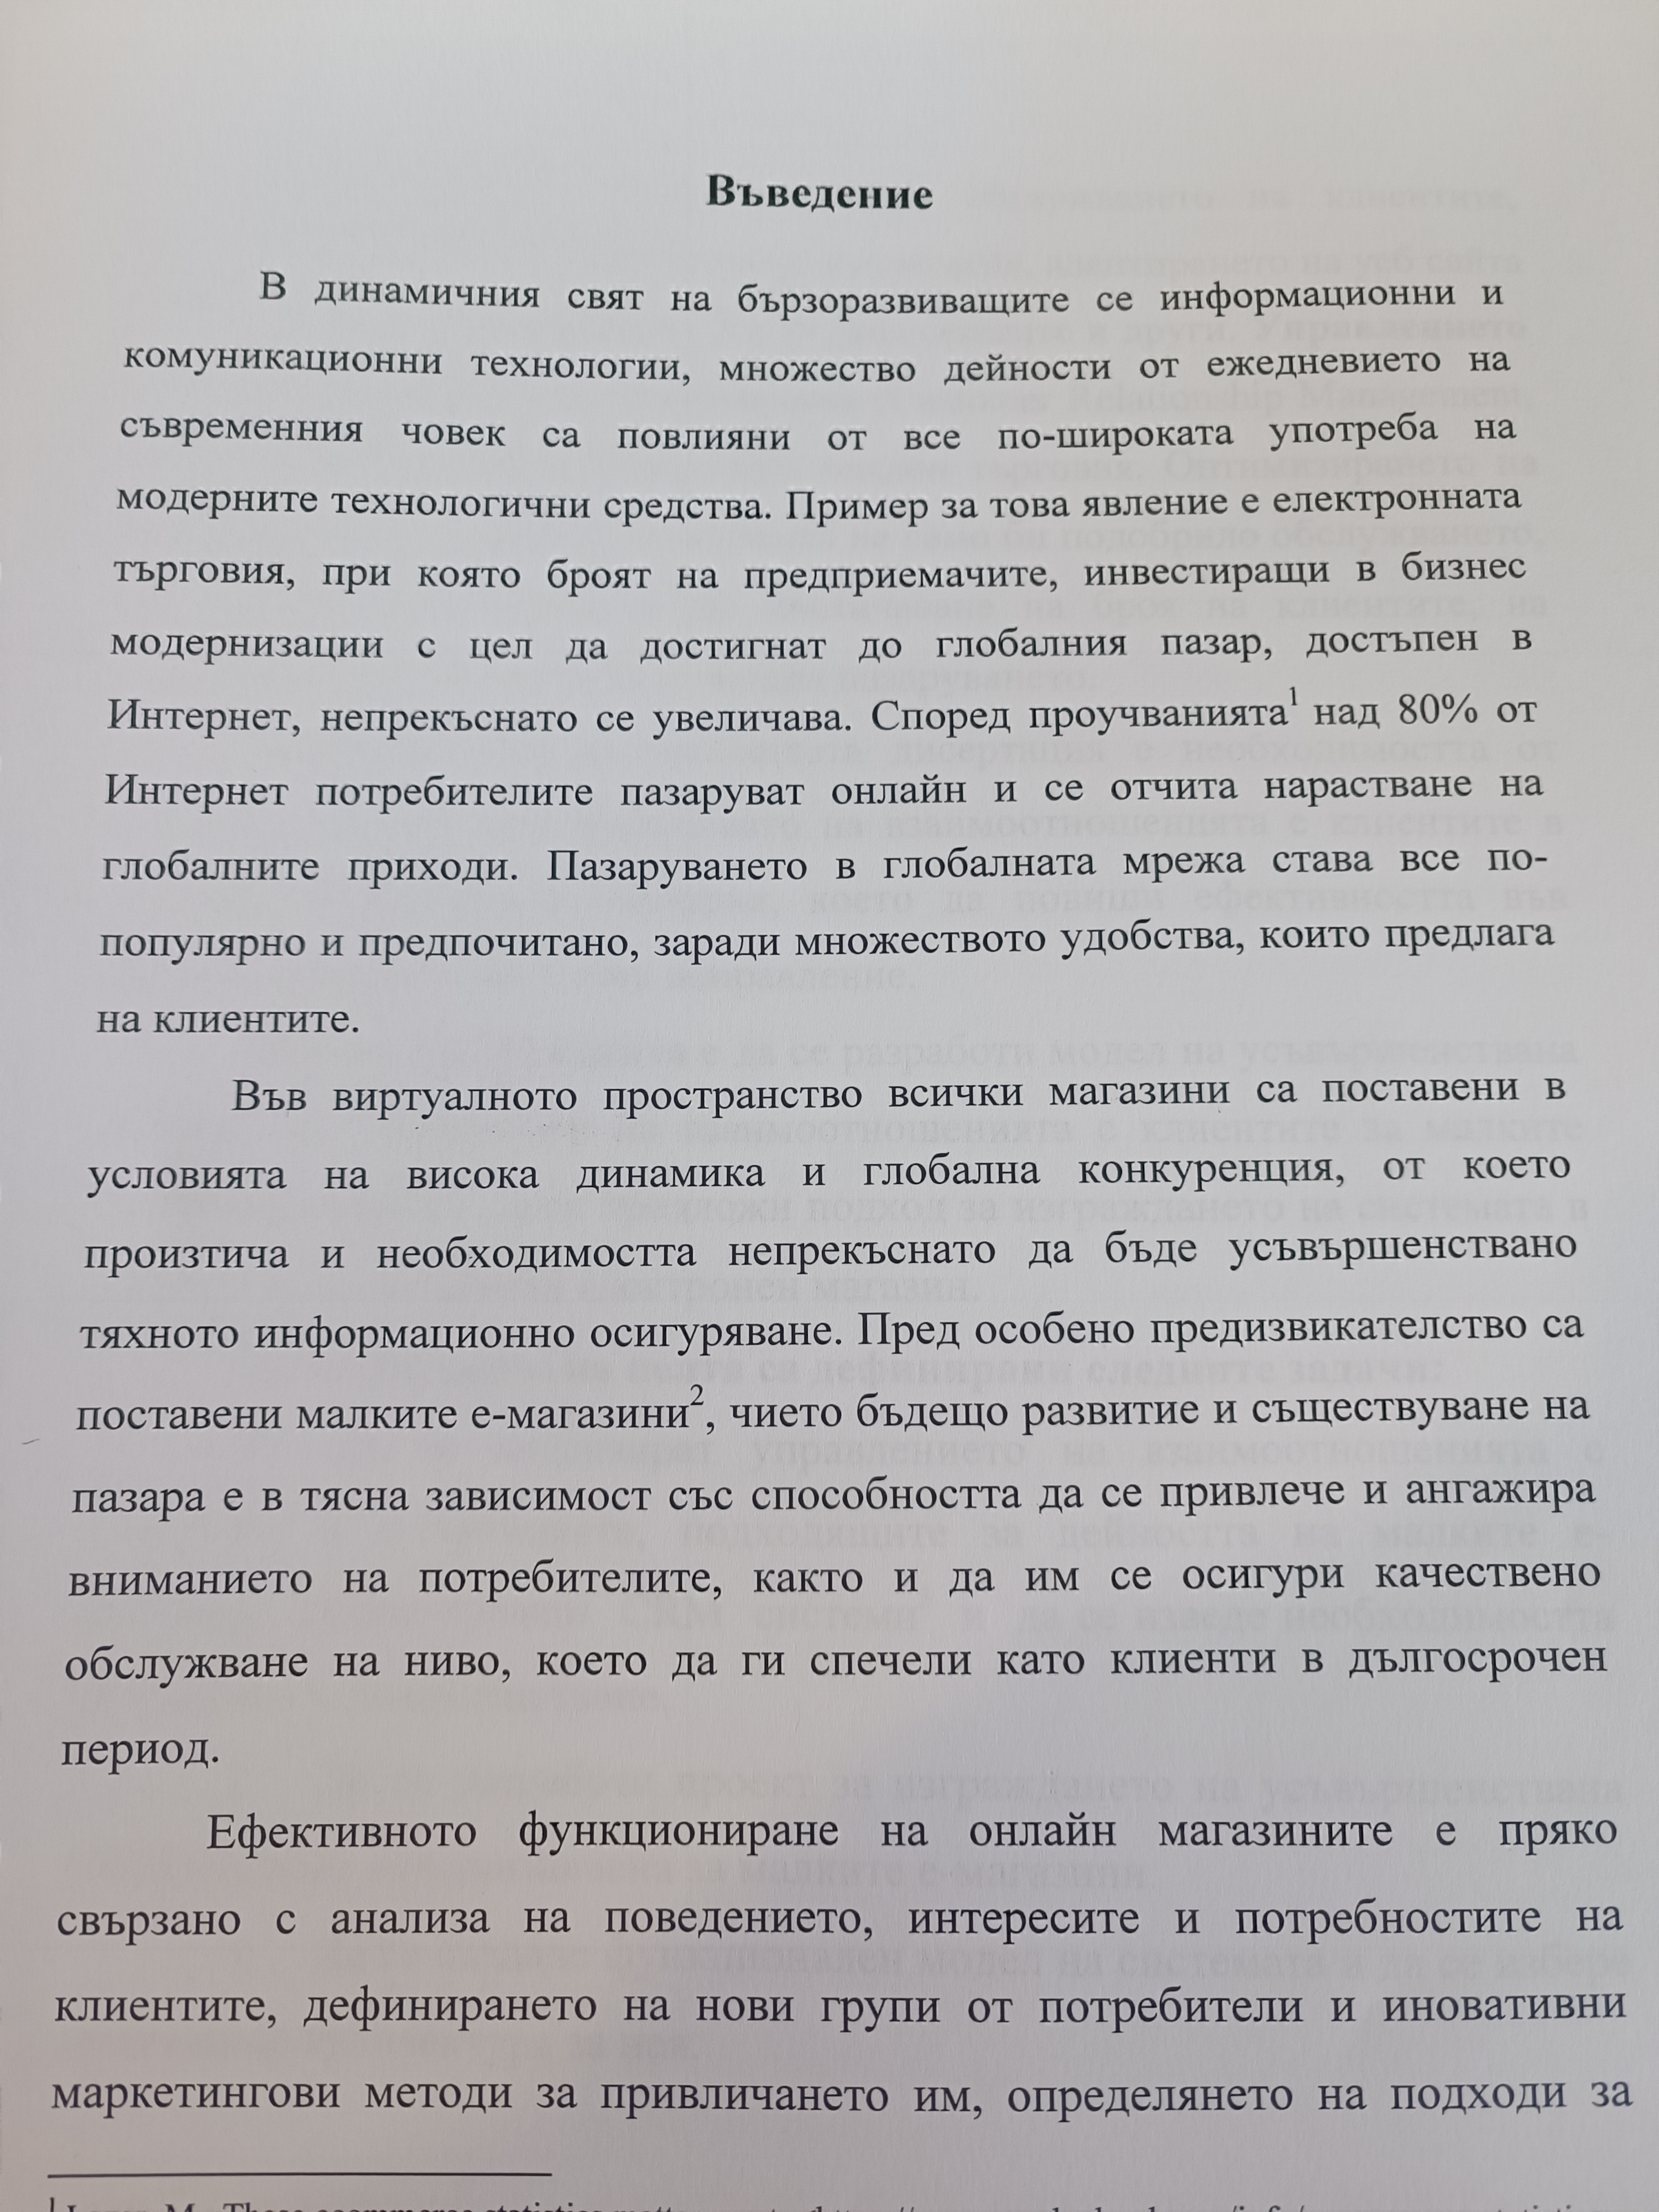 Въведение
В динамичния свят на бързоразвиващите се информационни и
комуникационни технологии, множество дейности от ежедневието на
съвременния човек са повлияни от все по-широката употреба на
модерните технологични средства. Пример за това явление е електронната
търговия, при която броят на предприемачите, инвестиращи в бизнес
модернизации с цел да достигнат до глобалния пазар, достъпен в
Интернет, непрекъснато се увеличава. Според проучванията¹ над 80% от
Интернет потребителите пазаруват онлайн и се отчита нарастване на
глобалните приходи. Пазаруването в глобалната мрежа става все по-
популярно и предпочитано, заради множеството удобства, които предлага
на клиентите.
Във виртуалното пространство всички магазини са поставени в
условията на висока динамика и глобална конкуренция, от което
произтича и необходимостта непрекъснато да бъде усъвършенствано
тяхното информационно осигуряване. Пред особено предизвикателство са
поставени малките е-магазини², чието бъдещо развитие и съществуване на
пазара е в тясна зависимост със способността да се привлече и ангажира
вниманието на потребителите, както и да им се осигури качествено
обслужване на ниво, което да ги спечели като клиенти в дългосрочен
период.
Ефективното функциониране на онлайн магазините е пряко
свързано с анализа на поведението, интересите и потребностите на
клиентите, дефинирането на нови групи от потребители и иновативни
маркетингови методи за привличането им, определянето на подходи за